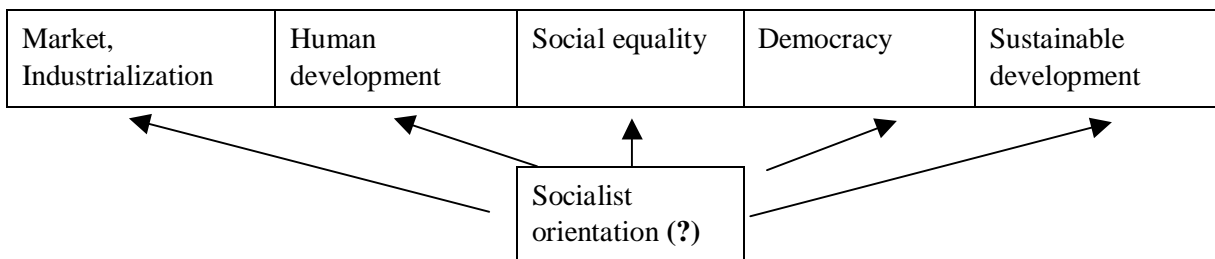 Market,
Industrialization
Human
development
Social equality
Democracy
Sustainable
development
Socialist
orientation (?)